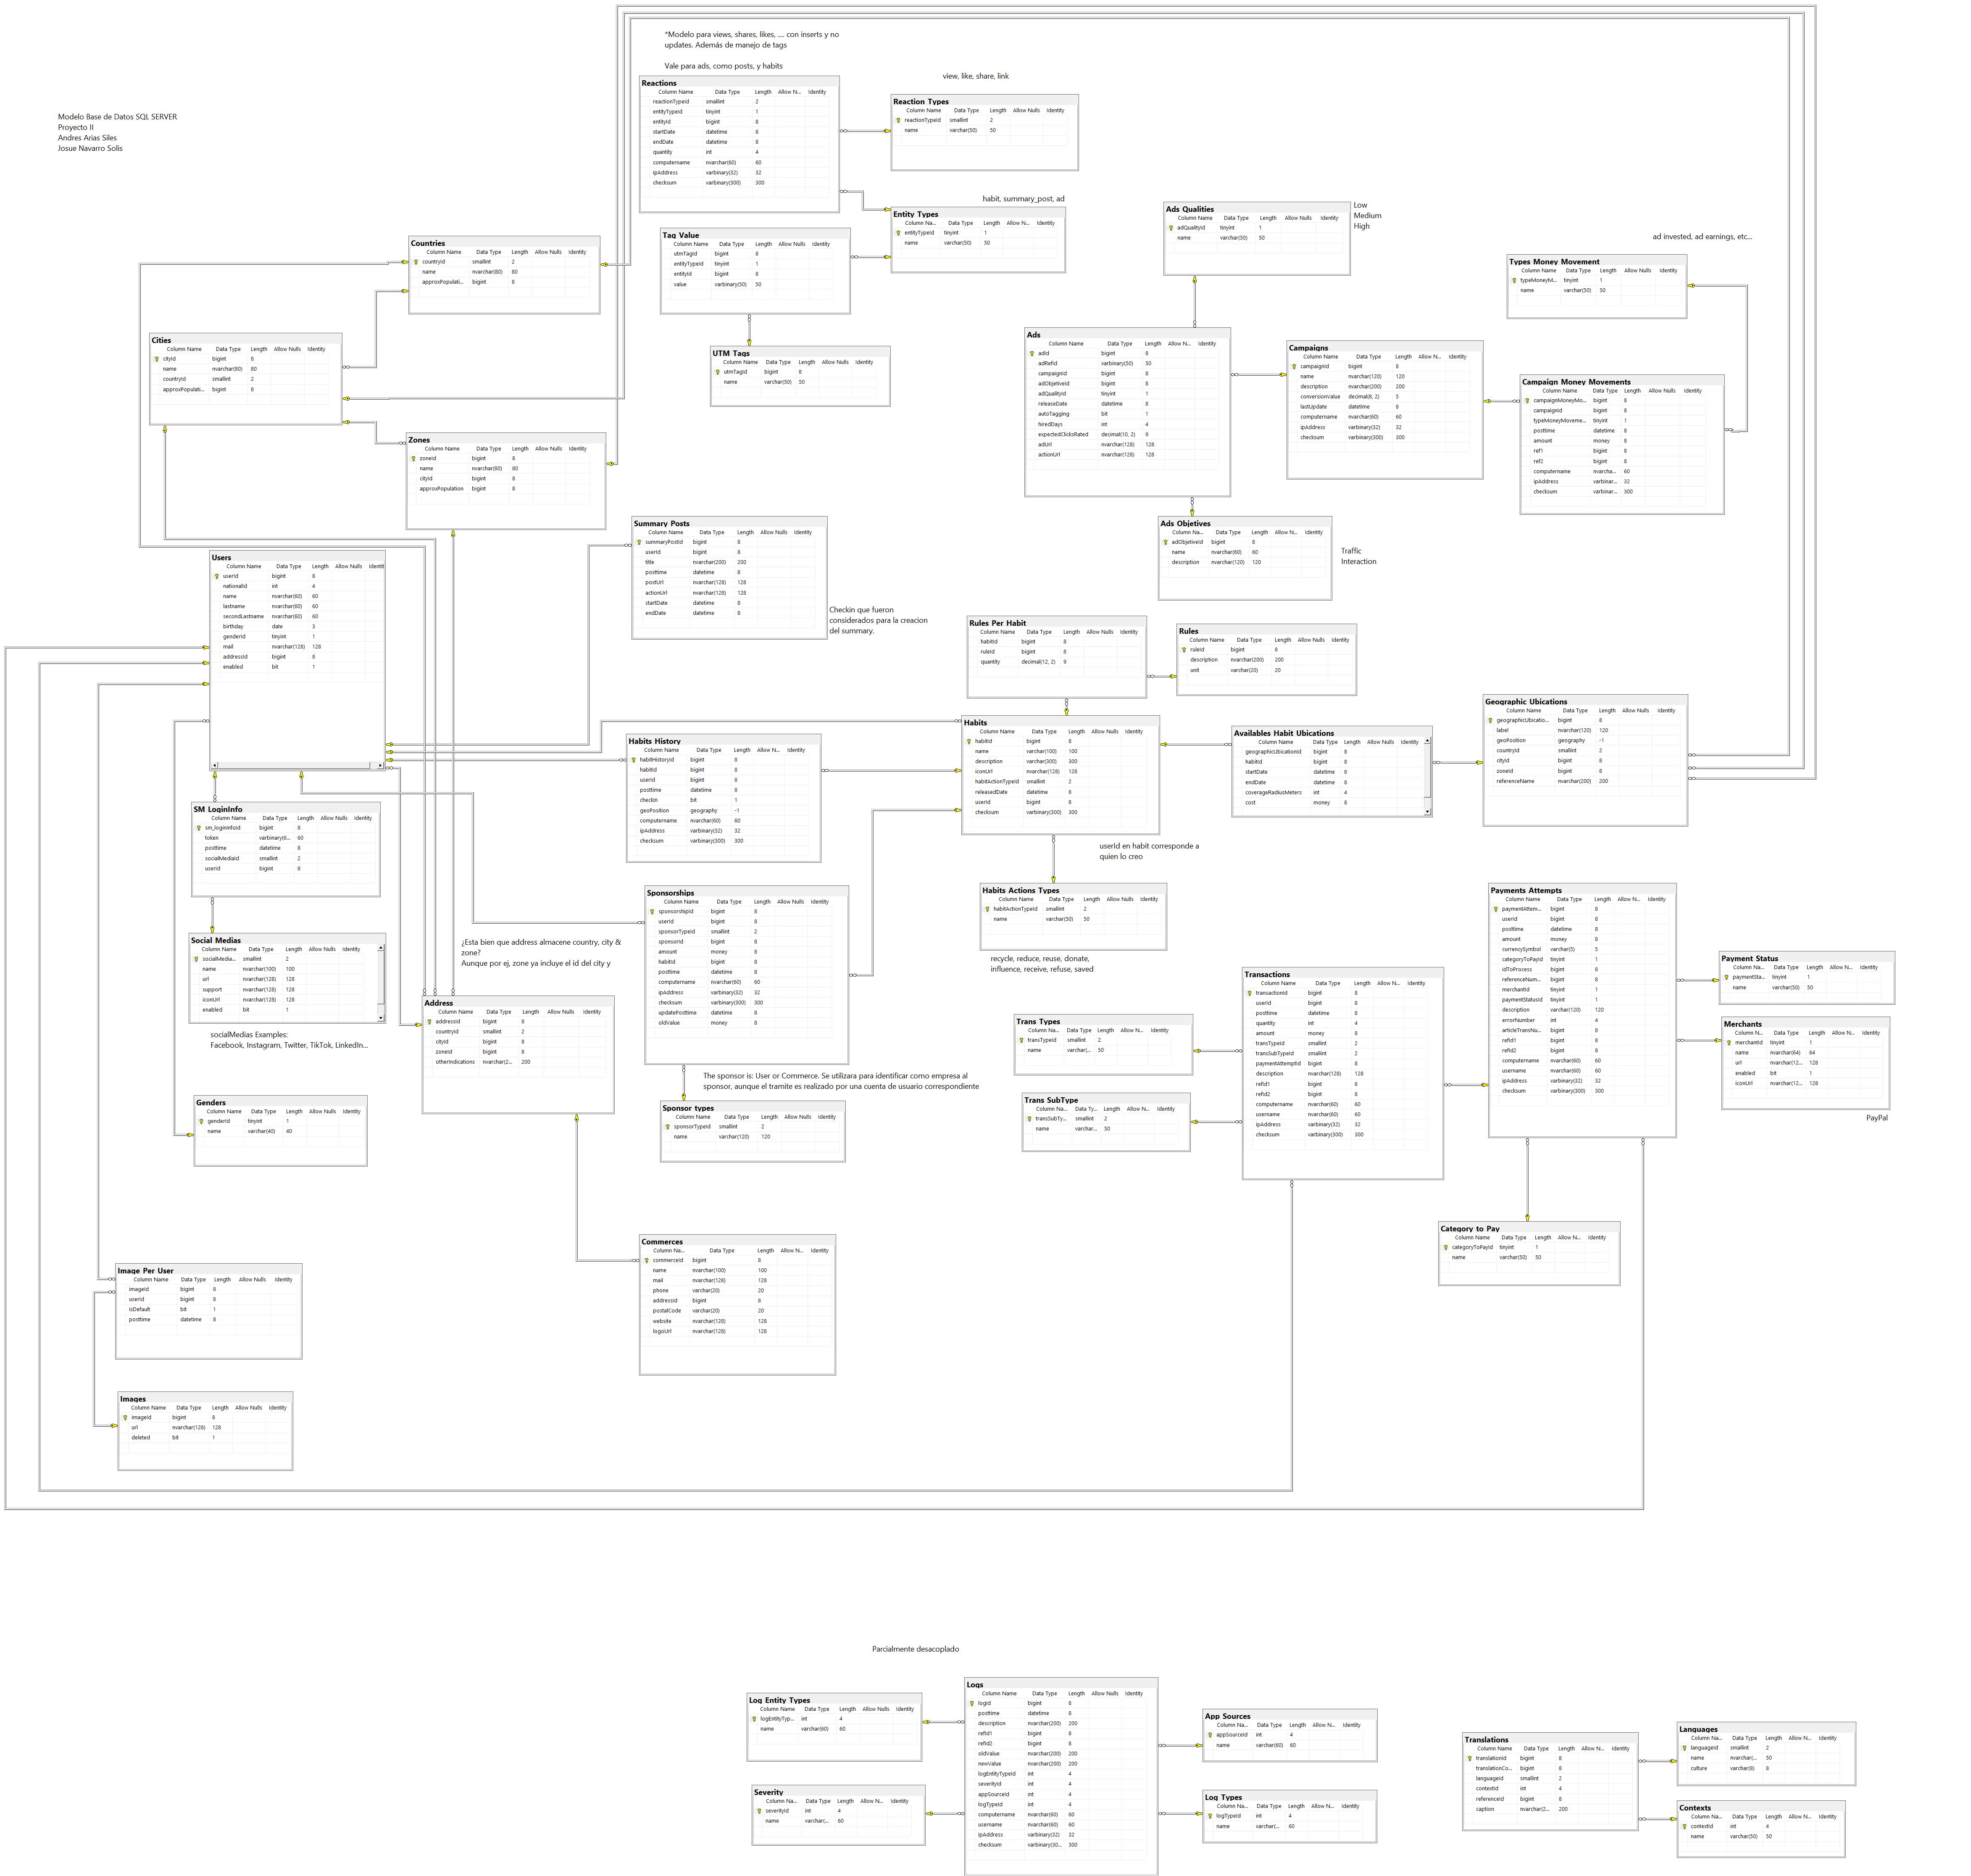 *Modelo para views, shares, likes, .... con inserts y no
updates. Además de manejo de tags
Vale para ads, como posts, y habits
view, like, share, link
Modelo Base de Datos SQL SERVER
Proyecto II
Andres Arias Siles
Josue Navarro Solis
Reactions
Column Name Data Type Length Allow N... Identity
reactionTypeId smallint 2
entityTypeId tinyint 1
entityId bigint 8
startDate datetime 8
endDate datetime 8
quantity int 4
computername nvarchar(60) 60
ipAddress varbinary(32) 32
checksum varbinary(300) 300
Reaction Types
Column Name Data Type Length Allow Nulls Identity
reactionTypeId smallint 2
name varchar(50) 50
habit, summary_post, ad
Entity Types
Column Na... Data Type Length Allow N... Identity
entityTypeId tinyint 1
name varchar(50) 50
Tag Value
Column Name Data Type Length Allow N... Identity
utmTagId bigint 8
entityTypeId tinyint 1
entityId bigint 8
value varbinary(50) 50
UTM Tags
Column Name Data Type Length Allow Nulls Identity
utmTagId bigint 8
name varchar(50) 50
Ads Qualities
Column Name Data Type Length Allow Nulls Identity
adQualityId tinyint 1
name varchar(50) 50
Low
Medium
High
ad invested, ad earnings, etc...
Types Money Movement
Column Name Data Type Length Allow Nulls Identity
typeMoneyM... tinyint 1
name varchar(50) 50
Countries
Column Name Data Type Length Allow Nulls Identity
countryId smallint 2
name nvarchar(80) 80
approxPopulati... bigint 8
Cities
Column Name Data Type Length Allow Nulls Identity
cityId bigint 8
name nvarchar(80) 80
countryId smallint 2
approxPopulati... bigint 8
Zones
Column Name Data Type Length Allow Nulls Identity
zoneId bigint 8
name nvarchar(80) 80
cityId bigint 8
approxPopulation bigint 8
Ads
Column Name Data Type Length Allow Nulls Identity
adId bigint 8
adRefId varbinary(50) 50
campaignId bigint 8
adObjetiveId bigint 8
adQualityId tinyint 1
releaseDate datetime 8
autoTagging bit 1
hiredDays int 4
expectedClicksRated decimal(10, 2) 9
adUrl nvarchar(128) 128
actionUrl nvarchar(128) 128
Campaigns
Column Name Data Type Length Allow N... Identity
campaignId bigint 8
name nvarchar(120) 120
description nvarchar(200) 200
conversionValue decimal(8, 2) 5
lastUpdate datetime 8
computername nvarchar(60) 60
ipAddress varbinary(32) 32
checksum varbinary(300) 300
Campaign Money Movements
Column Name Data Type Length Allow N... Identity
campaignMoneyMo... bigint 8
campaignId bigint 8
typeMoneyMoveme... tinyint 1
posttime datetime 8
amount money 8
ref1 bigint 8
ref2 bigint 8
computername nvarcha... 60
ipAddress varbinar... 32
checksum varbinar... 300
Ads Objetives
Column Na... Data Type Length Allow N... Identity
adObjetiveId bigint 8
name nvarchar(60) 60
description nvarchar(120) 120
Traffic
Interaction
Users
Column Name Data Type Length Allow Nulls Identit
userId bigint 8
nationalId int 4
name nvarchar(60) 60
lastname nvarchar(60) 60
secondLastname nvarchar(60) 60
birthday date 3
genderId tinyint 1
mail nvarchar(128) 128
addressId bigint 8
enabled bit 1
Summary Posts
Column Name Data Type Length Allow Nulls Identity
summaryPostId bigint 8
userId bigint 8
title nvarchar(200) 200
posttime datetime 8
postUrl nvarchar(128) 128
actionUrl nvarchar(128) 128
startDate datetime 8
endDate datetime 8
Checkin que fueron
considerados para la creacion
del summary.
Rules Per Habit
Column Name Data Type Length Allow Nulls Identity
habitId bigint 8
ruleId bigint 8
quantity decimal(12, 2) 9
Rules
Column Name Data Type Length Allow Nulls Identity
ruleId bigint 8
description nvarchar(200) 200
unit varchar(20) 20
Habits History
Column Name Data Type Length Allow N... Identity
habitHistoryId bigint 8
habitId bigint 8
userId bigint 8
posttime datetime 8
checkIn bit 1
geoPosition geography -1
computername nvarchar(60) 60
ipAddress varbinary(32) 32
checksum varbinary(300) 300
Habits
Column Name Data Type Length Allow Nulls Identity
habitId bigint 8
name varchar(100) 100
description varchar(300) 300
iconUrl nvarchar(128) 128
habitActionTypeId smallint 2
releasedDate datetime 8
userId bigint 8
checksum varbinary(300) 300
Availables Habit Ubications
Column Name Data Type Length Allow Nulls Identity
geographicUbicationId bigint 8
habitId bigint 8
startDate datetime 8
endDate datetime 8
coverageRadiusMeters int 4
cost money 8
Geographic Ubications
Column Name Data Type Length Allow Nulls Identity
geographicUbicatio... bigint 8
label nvarchar(120) 120
geoPosition geography -1
countryId smallint 2
cityId bigint 8
zoneId bigint 8
referenceName nvarchar(200) 200
userId en habit corresponde a
quien lo creo
SM LoginInfo
Column Name Data Type Length Allow Nulls Identity
sm_loginInfoId bigint 8
token varbinary(6... 60
posttime datetime 8
socialMediaId smallint 2
userId bigint 8
Sponsorships
Column Name Data Type Length Allow Nulls Identity
sponsorshipId bigint 8
userId bigint 8
sponsorTypeId smallint 2
sponsorId bigint 8
amount money 8
habitId bigint 8
posttime datetime 8
computername nvarchar(60) 60
ipAddress varbinary(32) 32
checksum varbinary(300) 300
updatePosttime datetime 8
oldValue money 8
Habits Actions Types
Column Name Data Type Length Allow Nulls Identity
habitActionTypeId smallint 2
name varchar(50) 50
recycle, reduce, reuse, donate,
influence, receive, refuse, saved
Payments Attempts
Column Name Data Type Length Allow N... Identity
paymentAttem... bigint 8
userId bigint 8
posttime datetime 8
amount money 8
currencySymbol varchar(5) 5
categoryToPayId tinyint 1
idToProcess bigint 8
referenceNum... bigint 8
merchantId tinyint 1
paymentStatusId tinyint 1
description varchar(120) 120
errorNumber int 4
articleTransNu... bigint 8
refId1 bigint 8
refId2 bigint 8
computername nvarchar(60) 60
username nvarchar(60) 60
ipAddress varbinary(32) 32
checksum varbinary(300) 300
Payment Status
Column Na... Data Type Length Allow N... Identity
paymentSta... tinyint 1
name varchar(50) 50
Merchants
Column N... Data Type Length Allow Nulls Identity
merchantId tinyint 1
name nvarchar(64) 64
url nvarchar(12... 128
enabled bit 1
iconUrl nvarchar(12... 128
PayPal
Social Medias
Column Name Data Type Length Allow Nulls Identity
socialMedia... smallint 2
name nvarchar(100) 100
url nvarchar(128) 128
support nvarchar(128) 128
iconUrl nvarchar(128) 128
enabled bit 1
socialMedias Examples:
Facebook, Instagram, Twitter, TikTok, LinkedIn...
¿Esta bien que address almacene country, city &
zone?
Aunque por ej, zone ya incluye el id del city y
Address
Column Name Data Type Length Allow Nulls Identity
addressId bigint 8
countryId smallint 2
cityId bigint 8
zoneId bigint 8
otherIndications nvarchar(2... 200
Transactions
Column Name Data Type Length Allow N... Identity
transactionId bigint 8
userId bigint 8
posttime datetime 8
quantity int 4
amount money 8
transTypeId smallint 2
transSubTypeId smallint 2
paymentAttemptId bigint 8
description nvarchar(128) 128
refId1 bigint 8
refId2 bigint 8
computername nvarchar(60) 60
username nvarchar(60) 60
ipAddress varbinary(32) 32
checksum varbinary(300) 300
Trans Types
Column Na... Data Type Length Allow Nulls Identity
transTypeId smallint 2
name varchar(... 50
Trans SubType
Column Na... Data Ty... Length Allow N... Identity
transSubTy... smallint 2
name varchar... 50
The sponsor is: User or Commerce. Se utilizara para identificar como empresa al
sponsor, aunque el tramite es realizado por una cuenta de usuario correspondiente
Sponsor types
Column Name Data Type Length Allow Nulls Identity
sponsorTypeId smallint 2
name varchar(120) 120
Genders
Column Name Data Type Length Allow Nulls Identity
genderId tinyint 1
name varchar(40) 40
Category to Pay
Column Name Data Type Length Allow Nulls Identity
categoryToPayId tinyint 1
name varchar(50) 50
Commerces
Column Na... Data Type Length Allow N... Identity
commerceId bigint 8
name nvarchar(100) 100
mail nvarchar(128) 128
phone varchar(20) 20
addressId bigint 8
postalCode varchar(20) 20
website nvarchar(128) 128
logoUrl nvarchar(128) 128
Image Per User
Column Name Data Type Length Allow Nulls Identity
imageId bigint 8
userId bigint 8
isDefault bit 1
posttime datetime 8
Images
Column Name Data Type Length Allow Nulls Identity
imageId bigint 8
url nvarchar(128) 128
deleted bit 1
Parcialmente desacoplado
Log Entity Types
Column Name Data Type Length Allow Nulls Identity
logEntityTyp... int 4
name varchar(60) 60
Severity
Column Na... Data Type Length Allow N... Identity
severityId int 4
name varchar(... 60
Logs
Column Name Data Type Length Allow Nulls Identity
logId bigint 8
posttime datetime 8
description nvarchar(200) 200
refId1 bigint 8
refId2 bigint 8
oldValue nvarchar(200) 200
newValue nvarchar(200) 200
logEntityTypeId int 4
severityId int 4
appSourceId int 4
logTypeId int 4
computername nvarchar(60) 60
username nvarchar(60) 60
ipAddress varbinary(32) 32
checksum varbinary(30... 300
App Sources
Column Na... Data Type Length Allow Nulls Identity
appSourceId int 4
name varchar(60) 60
Log Types
Column Na... Data Type Length Allow N... Identity
logTypeId int 4
name varchar(... 60
Translations
Column Name Data Type Length Allow N... Identity
translationId bigint 8
translationCo... bigint 8
languageId smallint 2
contextId int 4
referenceId bigint 8
caption nvarchar(2... 200
Languages
Column Na... Data Type Length Allow N... Identity
languageId smallint 2
name nvarchar(... 50
culture varchar(8) 8
Contexts
Column Na... Data Type Length Allow N... Identity
contextId int 4
name varchar(50) 50